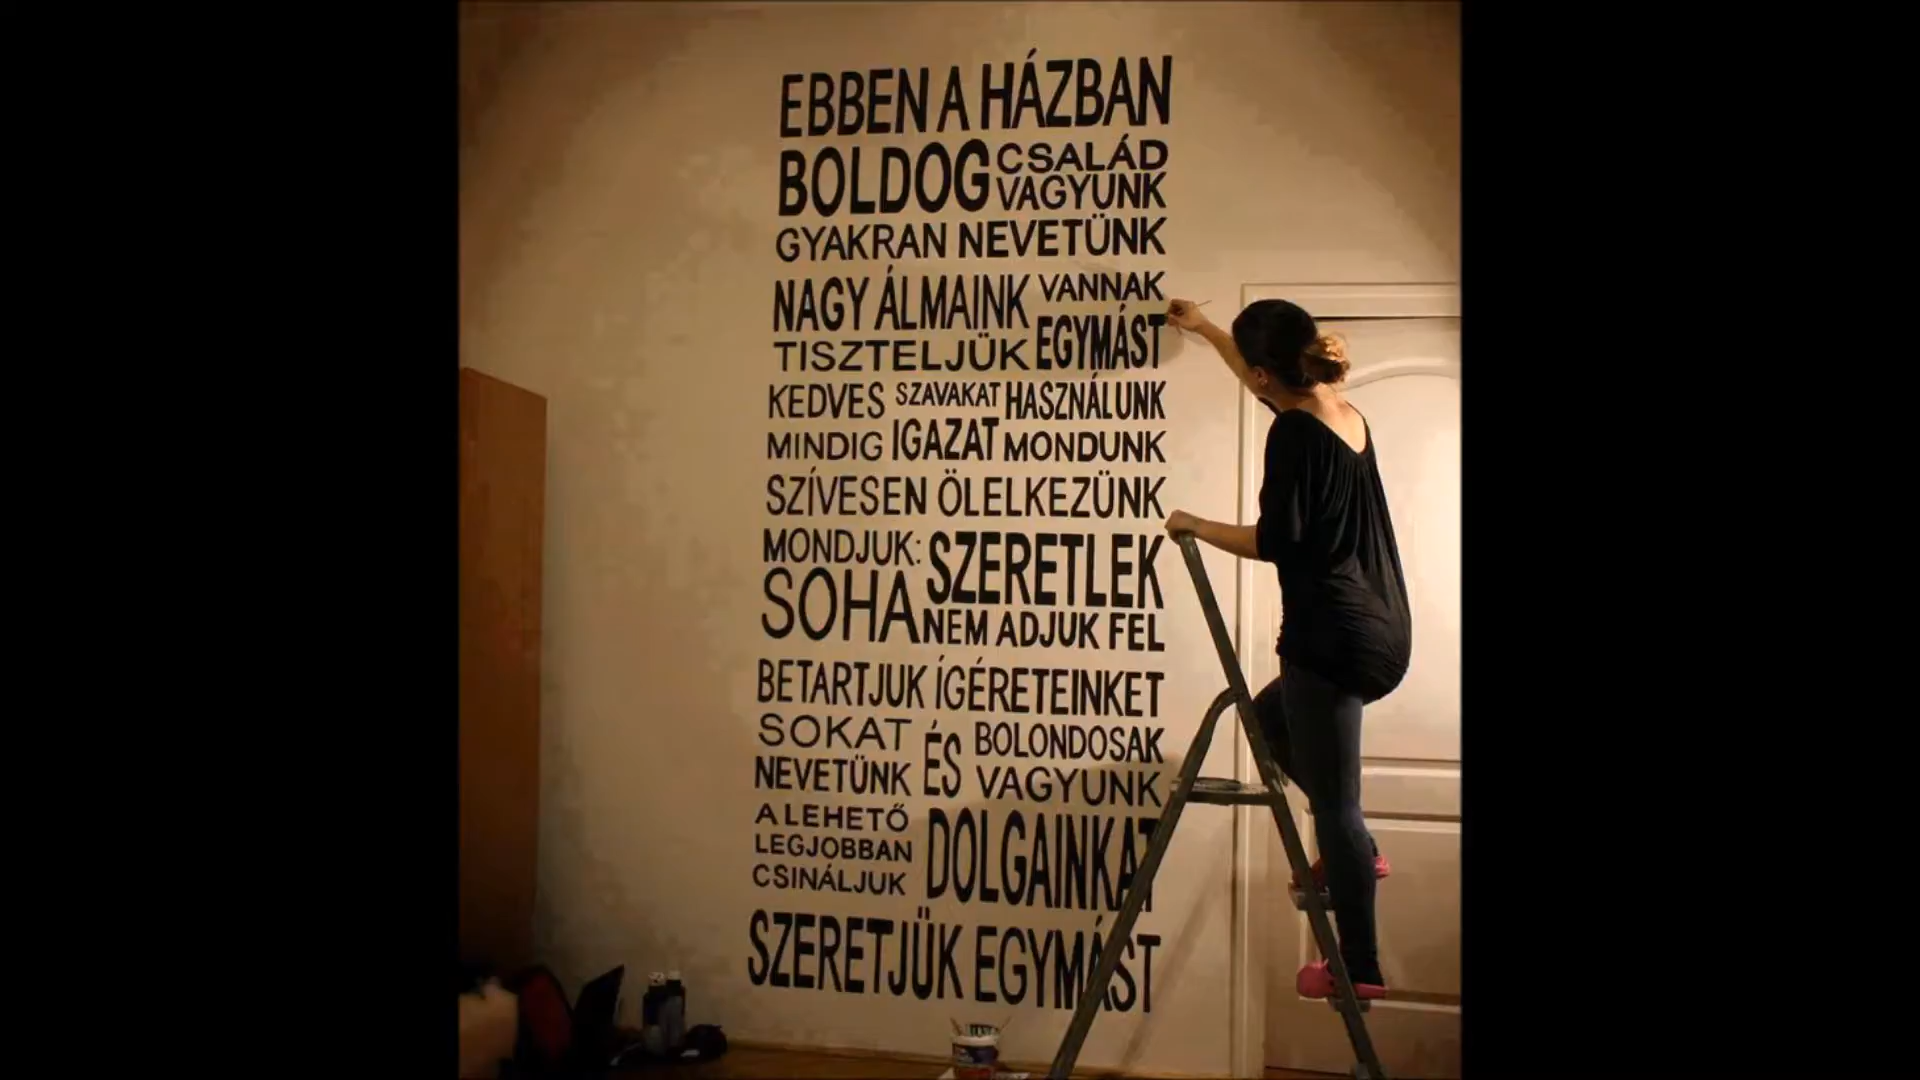 EBBEN A HÁZBAN
BOLDOG CSALÁD
VAGYUNK
GYAKRAN NEVETÜNK
NAGY ÁLMAINK VANNAK
TISZTELJÜK EGYMÁST
KEDVES SZAVAKAT HASZNÁLUNK
MINDIG IGAZAT MONDUNK
SZÍVESEN ÖLELKEZÜNK
MONDJUK: SZERETLEK
SOHA NEM ADJUK FEL
BETARTJUK ÍGÉRETEINKET
SOKAT
NEVETÜNK ÉS BOLONDOSAK
VAGYUNK
A LEHETŐ
LEGJOBBAN
CSINÁLJUK DOLGAINKAT
SZERETJÜK EGYMÁST